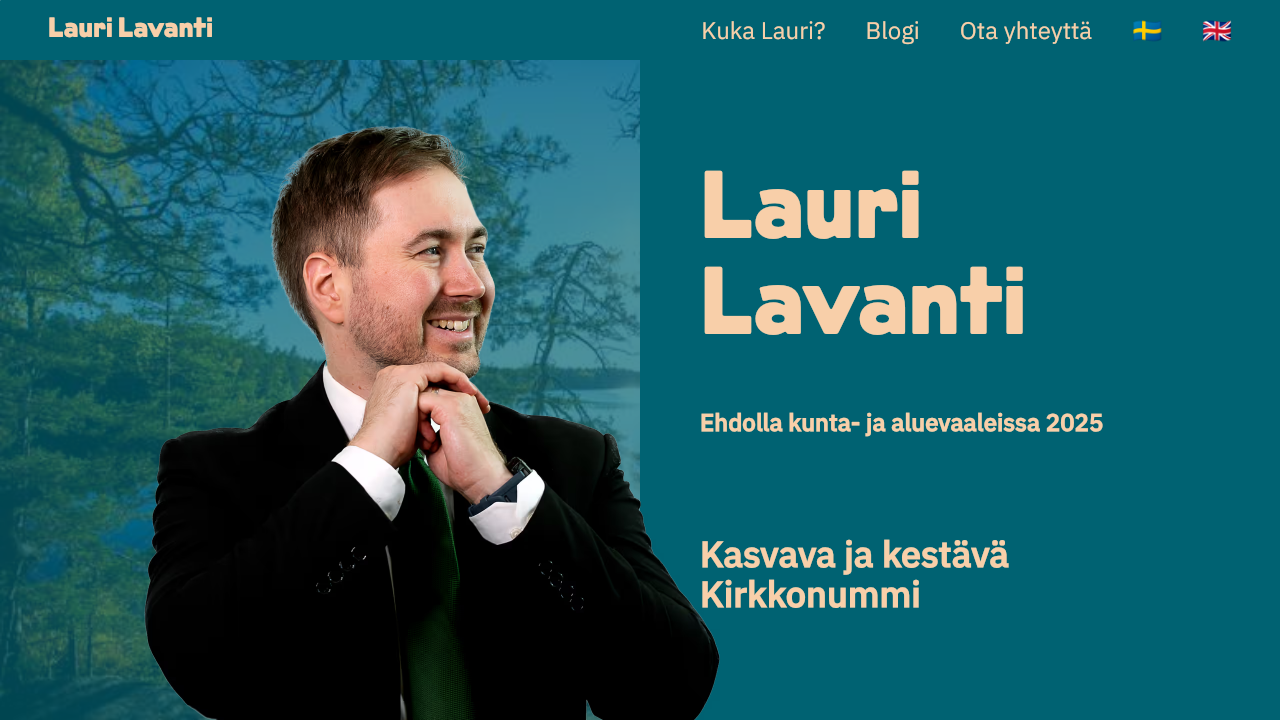 Lauri Lavanti
Kuka Lauri?
Blogi
Ota yhteyttä
Lauri
Lavanti
Ehdolla kunta- ja aluevaaleissa 2025
Kasvava ja kestävä
Kirkkonummi